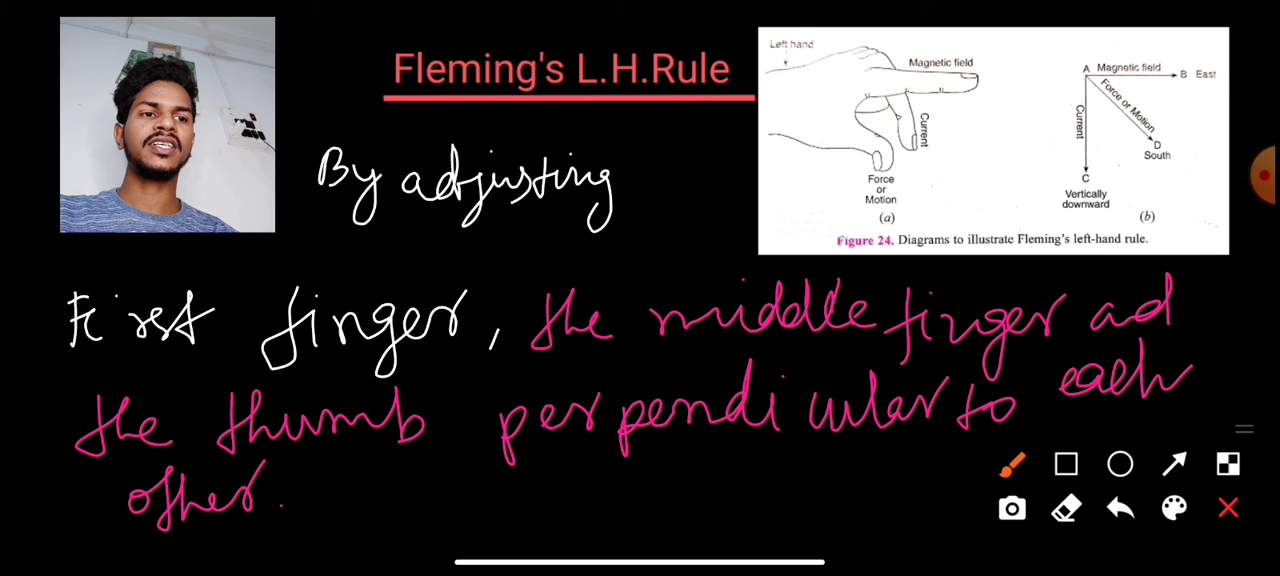 Fleming's L.H.Rule
By adjusting
First finger, the middle finger ad
the thumb perpendicular to each
other.
Left hand
Magnetic field
Current
Force
or
Motion
(a)
A Magnetic field B East
Force or Motion
Current
D
South
C
Vertically
downward
(b)
Figure 24. Diagrams to illustrate Fleming's left-hand rule.